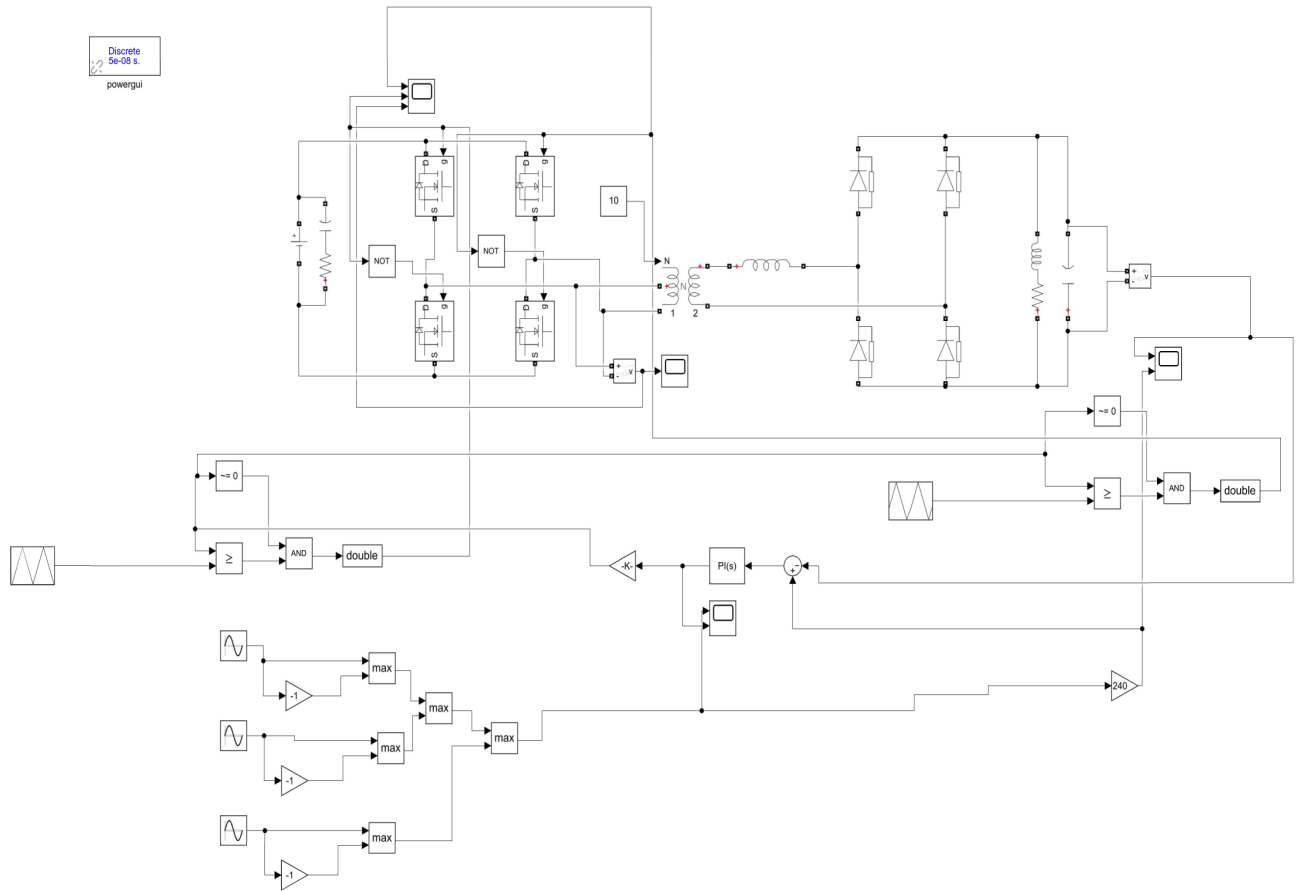 Discrete
5e-08 s.
powergui
D
g
S
D
g
S
10
NOT
NOT
N
N
1
2
D
g
S
D
g
S
+
-
v
+
-
v
+
~= 0
~= 0
≥
AND
double
≥
AND
double
-K-
PI(s)
-
+
max
-1
max
max
max
-1
240
max
-1